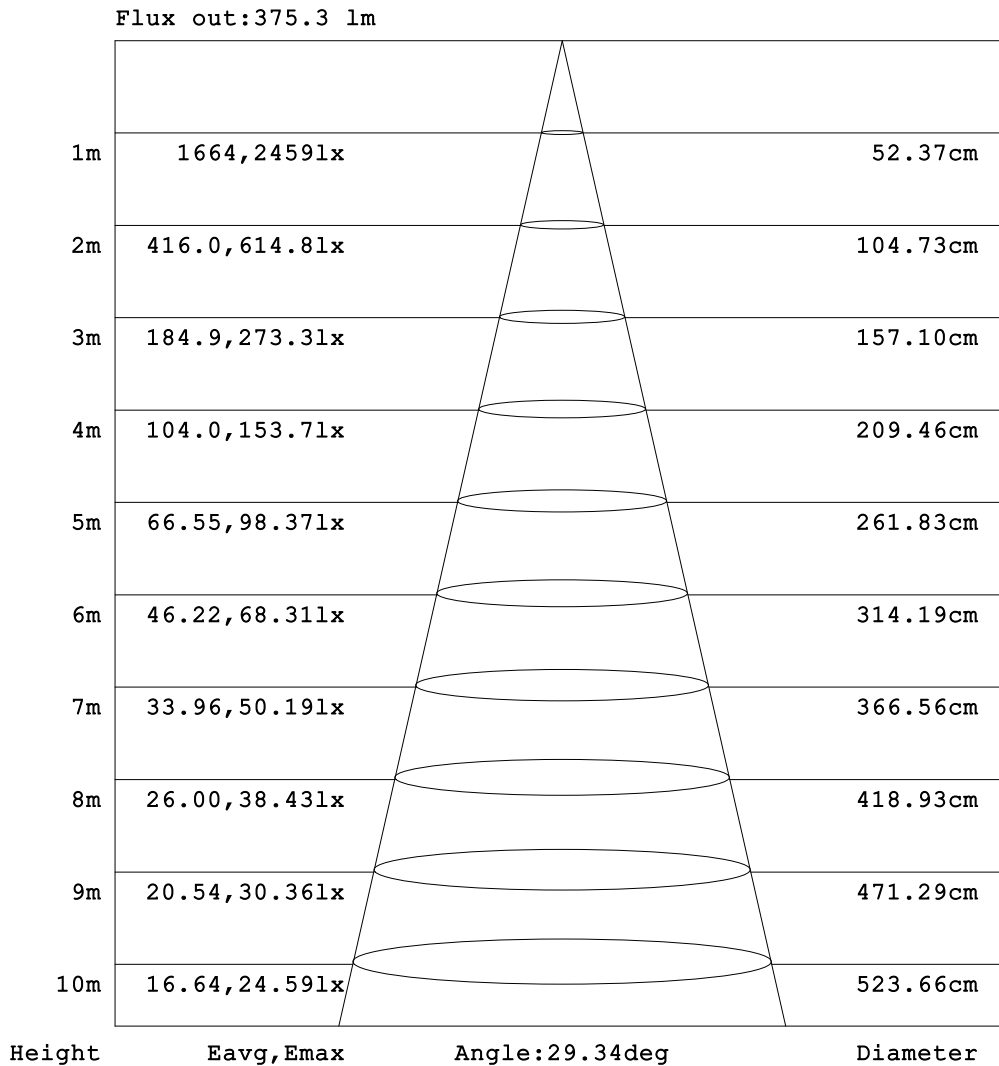 Flux out:375.3 lm
1m 1664,2459lx 52.37cm
2m 416.0,614.8lx 104.73cm
3m 184.9,273.3lx 157.10cm
4m 104.0,153.7lx 209.46cm
5m 66.55,98.37lx 261.83cm
6m 46.22,68.31lx 314.19cm
7m 33.96,50.19lx 366.56cm
8m 26.00,38.43lx 418.93cm
9m 20.54,30.36lx 471.29cm
10m 16.64,24.59lx 523.66cm
Height Eavg,Emax Angle:29.34deg Diameter